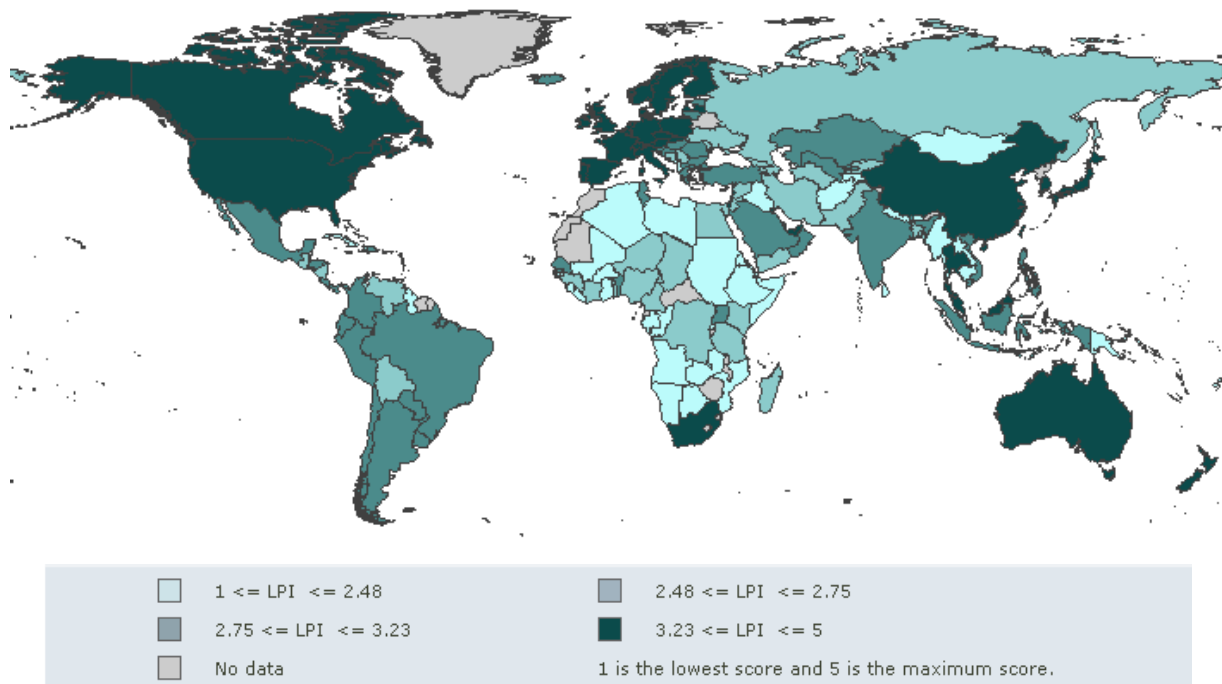 1 <= LPI <= 2.48
2.48 <= LPI <= 2.75
2.75 <= LPI <= 3.23
3.23 <= LPI <= 5
No data
1 is the lowest score and 5 is the maximum score.